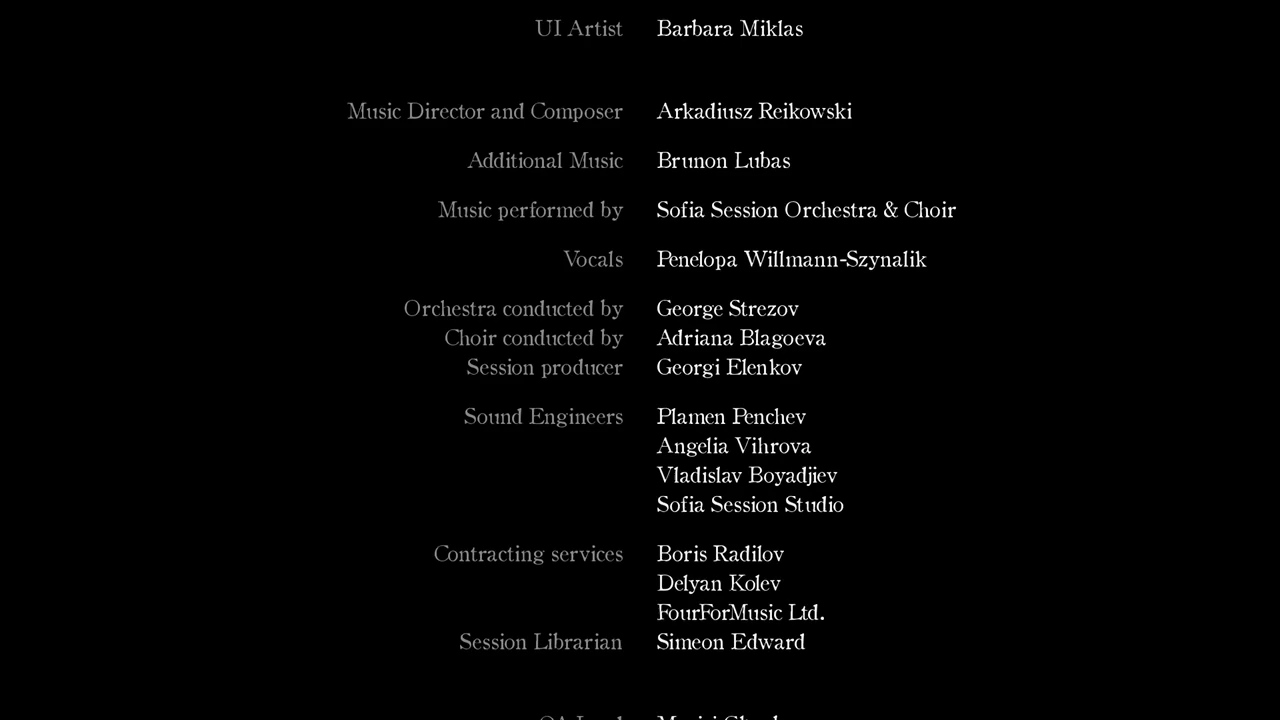 UI Artist Barbara Miklas
Music Director and Composer Arkadiusz Reikowski
Additional Music Brunon Lubas
Music performed by Sofia Session Orchestra & Choir
Vocals Penelopa Willmann-Szynalik
Orchestra conducted by George Strezov
Choir conducted by Adriana Blagoeva
Session producer Georgi Elenkov
Sound Engineers Plamen Penchev
Angelia Vihrova
Vladislav Boyadjiev
Sofia Session Studio
Contracting services Boris Radilov
Delyan Kolev
FourForMusic Ltd.
Session Librarian Simeon Edward